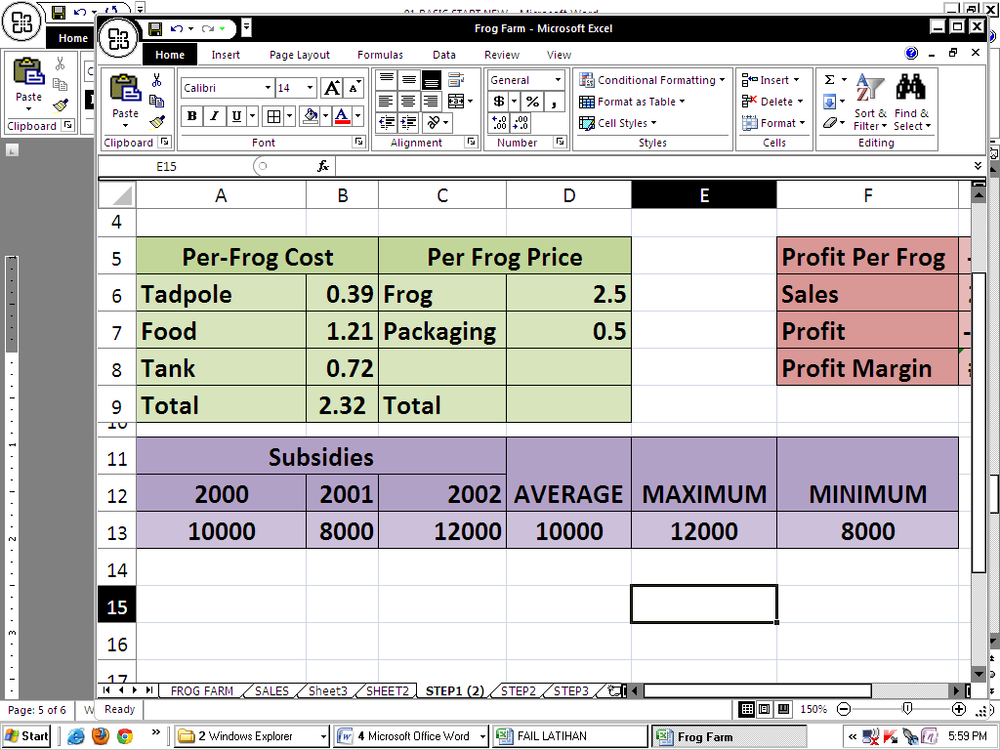 Frog Farm - Microsoft Excel
Home
Home Insert Page Layout Formulas Data Review View
Paste
Clipboard
Paste
Clipboard
Calibri 14
B I U
Font
Alignment
General
$ % ,
Number
Conditional Formatting
Format as Table
Cell Styles
Styles
Insert
Delete
Format
Cells
Σ
Sort & Filter
Find & Select
Editing
E15 fx
A B C D E F
4
5 Per-Frog Cost Per Frog Price Profit Per Frog
6 Tadpole 0.39 Frog 2.5 Sales
7 Food 1.21 Packaging 0.5 Profit
8 Tank 0.72 Profit Margin
9 Total 2.32 Total
10
11 Subsidies
12 2000 2001 2002 AVERAGE MAXIMUM MINIMUM
13 10000 8000 12000 10000 12000 8000
14
15
16
17
FROG FARM SALES Sheet3 SHEET2 STEP1 (2) STEP2 STEP3
Page: 5 of 6 W Ready 150%
Start » 2 Windows Explorer 4 Microsoft Office Word FAIL LATIHAN Frog Farm « 5:59 PM